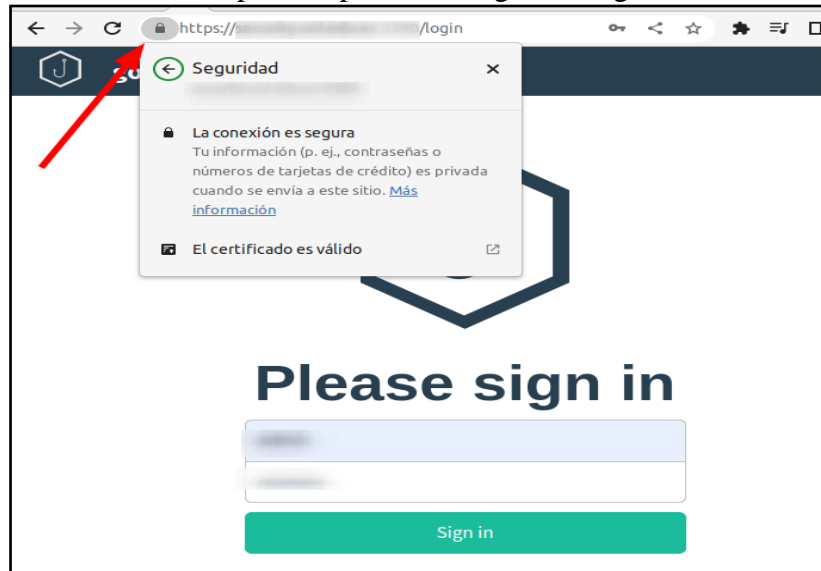 https:// /login
Seguridad
La conexión es segura
Tu información (p. ej., contraseñas o
números de tarjetas de crédito) es privada
cuando se envía a este sitio. Más
información
El certificado es válido
Please sign in
Sign in